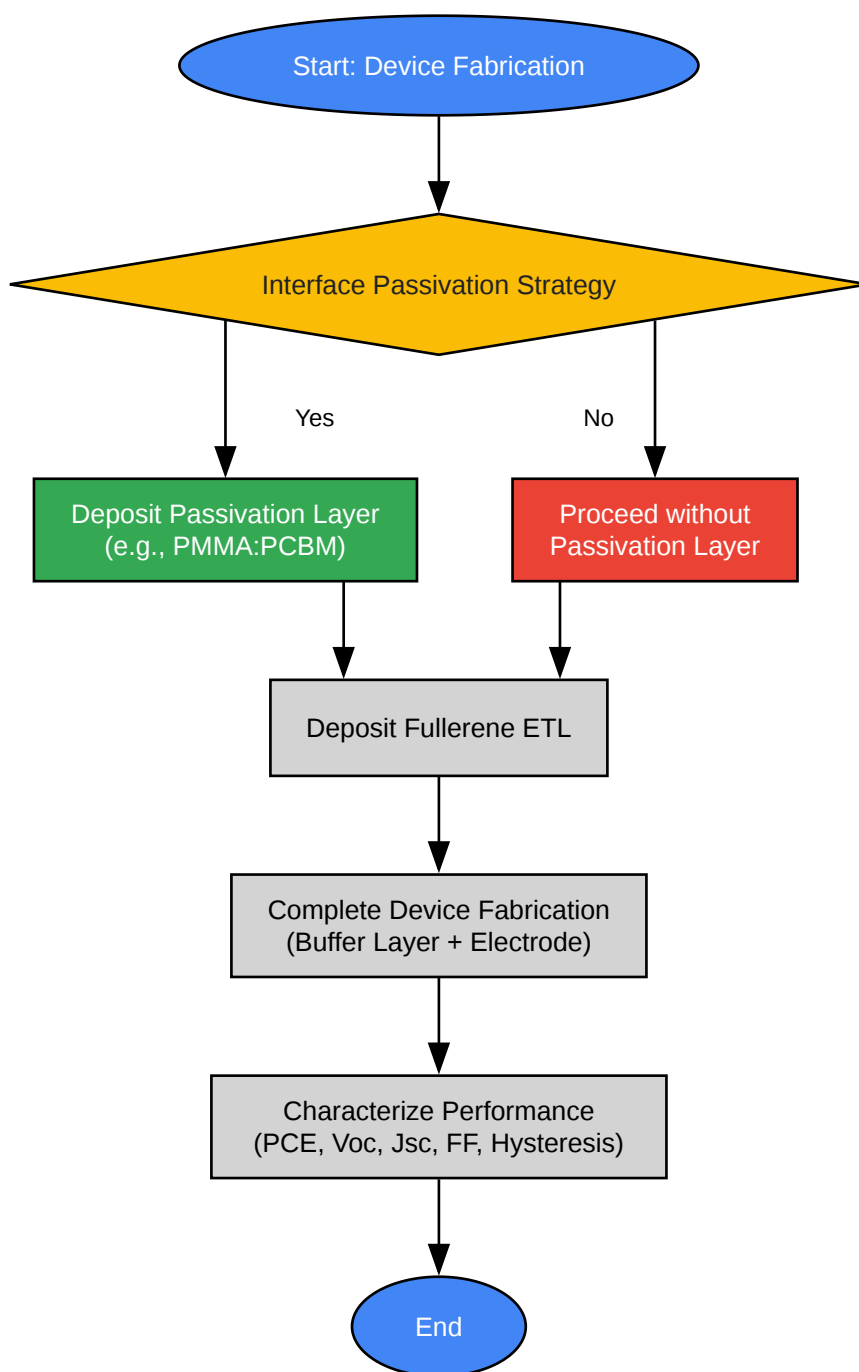 Start: Device Fabrication
Interface Passivation Strategy
Yes
No
Deposit Passivation Layer
(e.g., PMMA:PCBM)
Proceed without
Passivation Layer
Deposit Fullerene ETL
Complete Device Fabrication
(Buffer Layer + Electrode)
Characterize Performance
(PCE, Voc, Jsc, FF, Hysteresis)
End